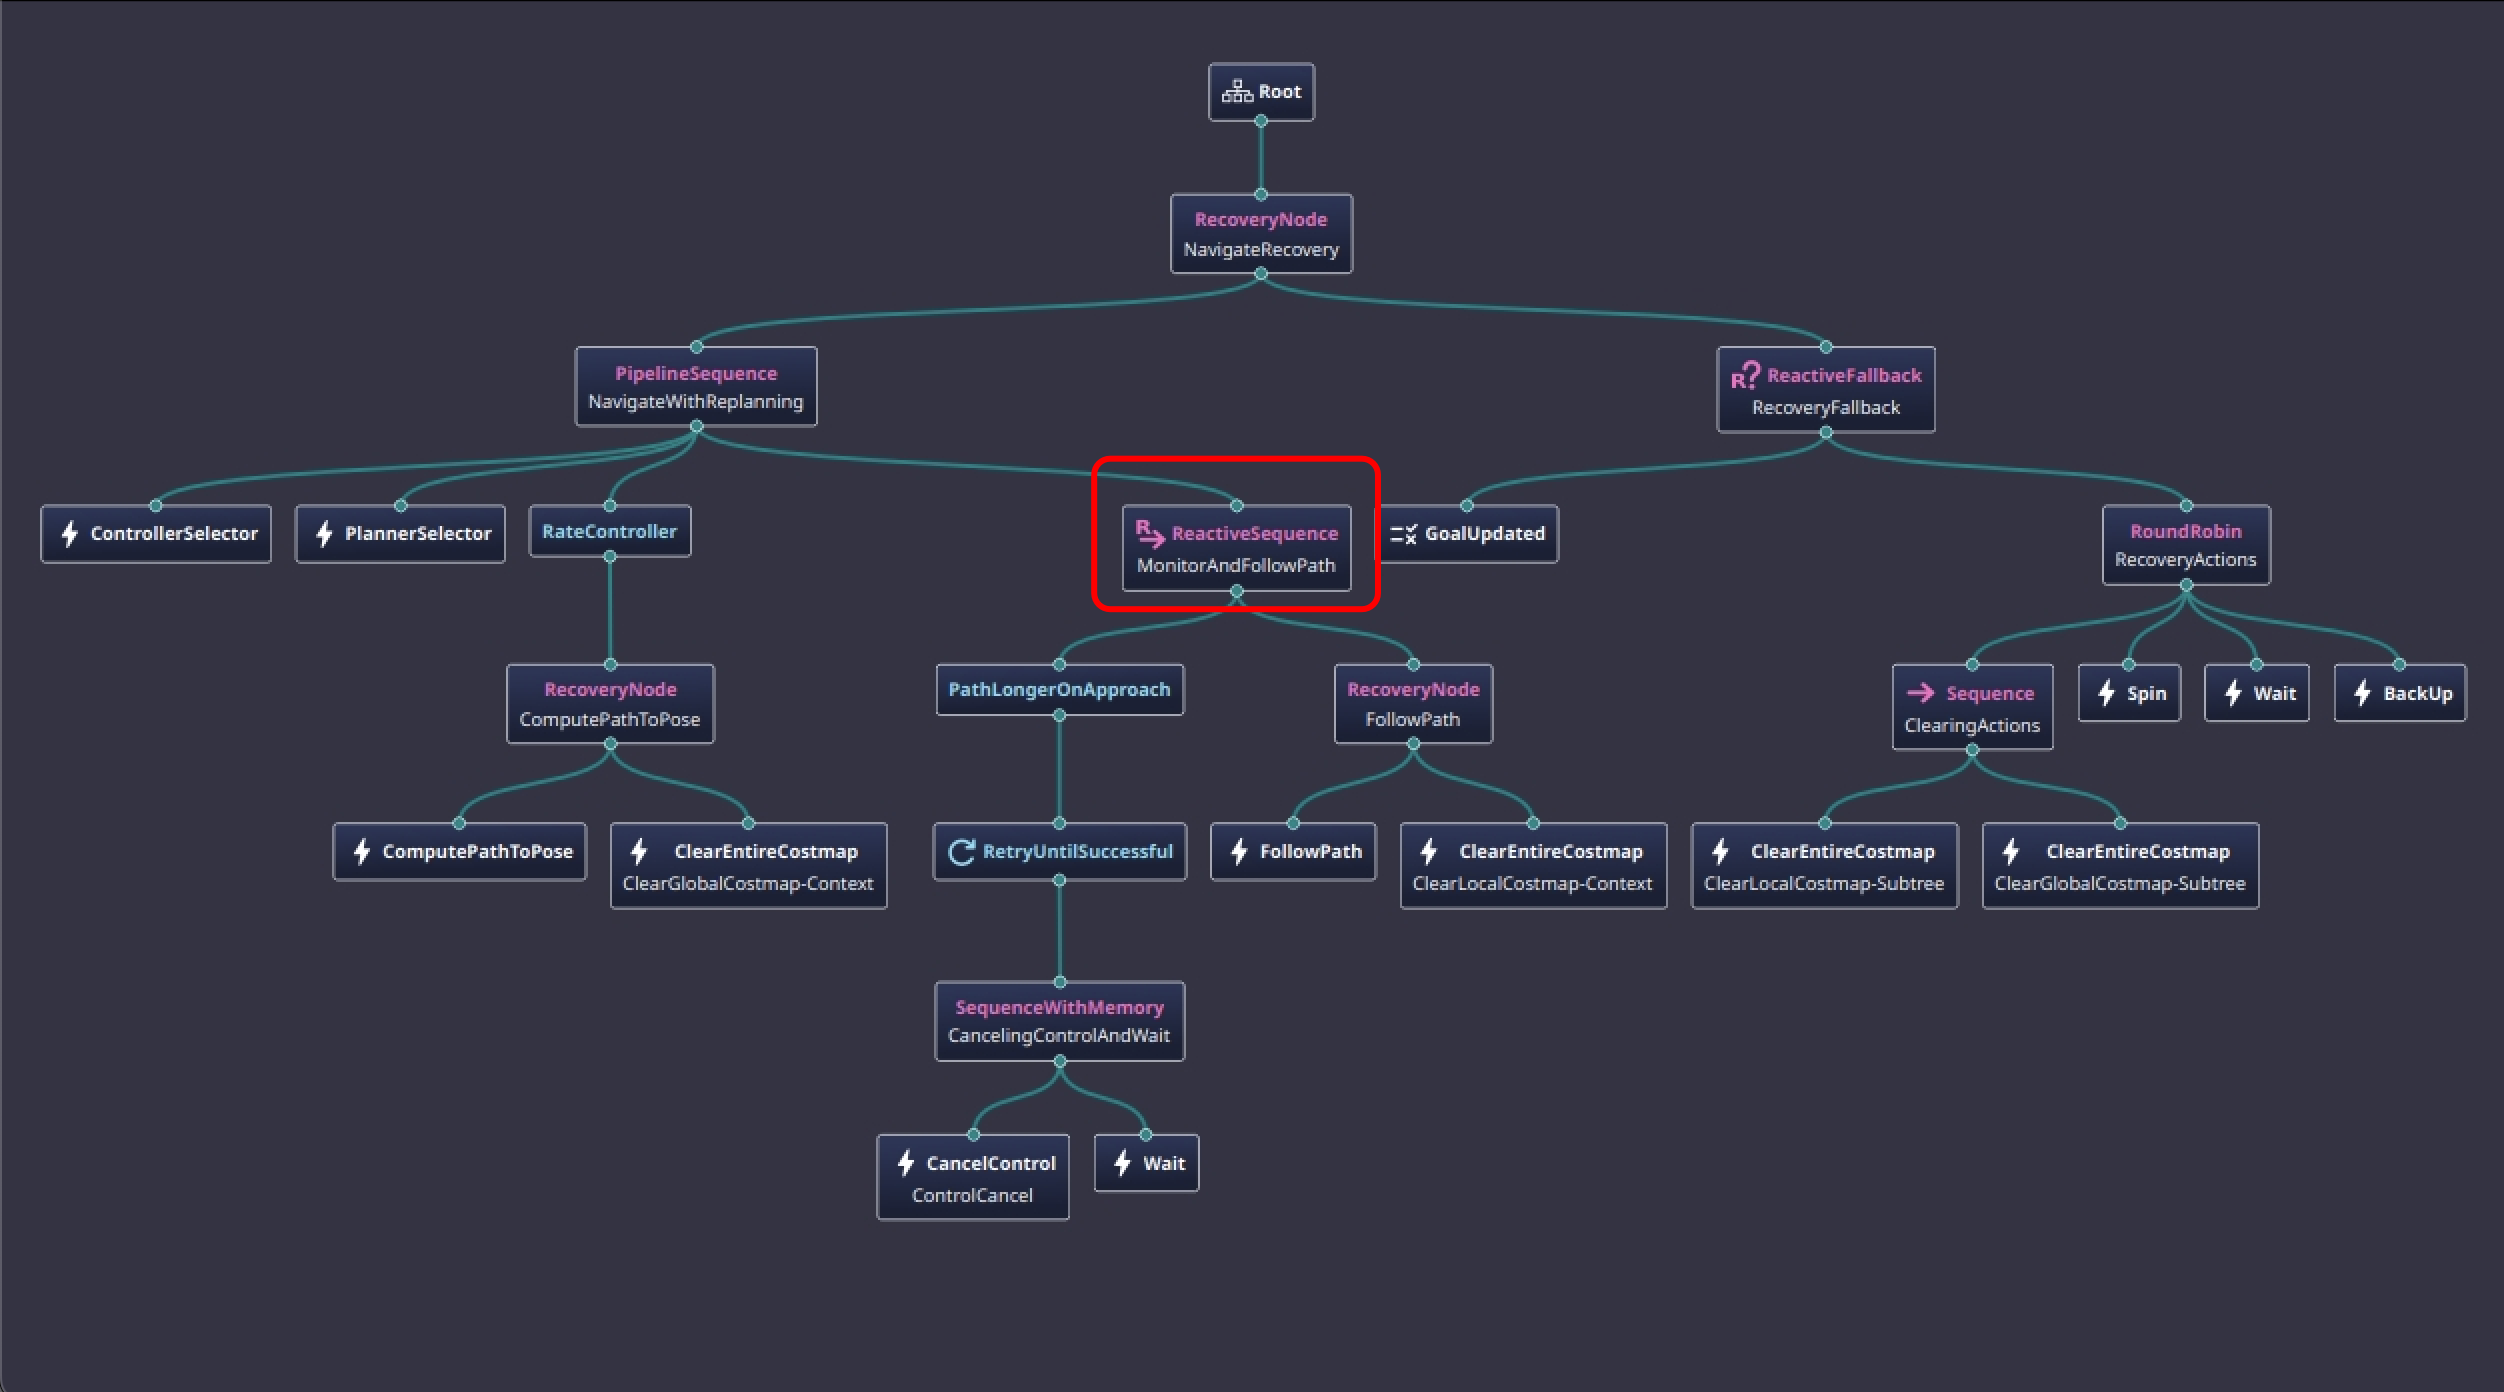 Root
RecoveryNode
NavigateRecovery
PipelineSequence
NavigateWithReplanning
R? ReactiveFallback
RecoveryFallback
ControllerSelector
PlannerSelector
RateController
R ReactiveSequence
MonitorAndFollowPath
GoalUpdated
RoundRobin
RecoveryActions
RecoveryNode
ComputePathToPose
PathLongerOnApproach
RecoveryNode
FollowPath
Sequence
ClearingActions
Spin
Wait
BackUp
ComputePathToPose
ClearEntireCostmap
ClearGlobalCostmap-Context
RetryUntilSuccessful
FollowPath
ClearEntireCostmap
ClearLocalCostmap-Context
ClearEntireCostmap
ClearLocalCostmap-Subtree
ClearEntireCostmap
ClearGlobalCostmap-Subtree
SequenceWithMemory
CancelingControlAndWait
CancelControl
ControlCancel
Wait